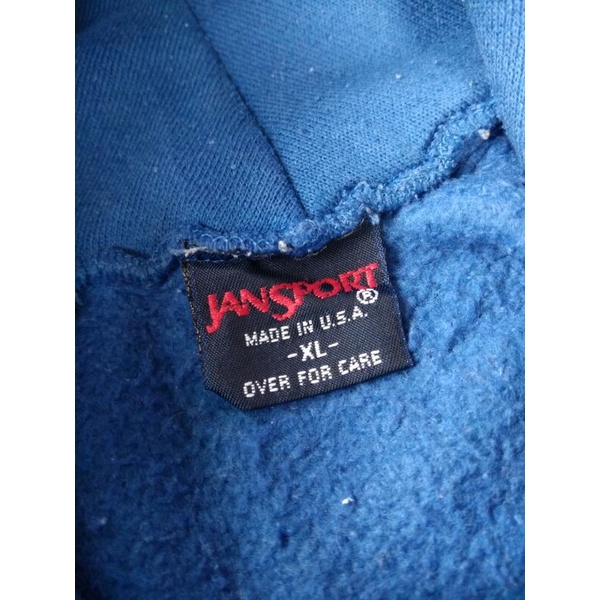 JANSPORT®
MADE IN U.S.A.
-XL-
OVER FOR CARE